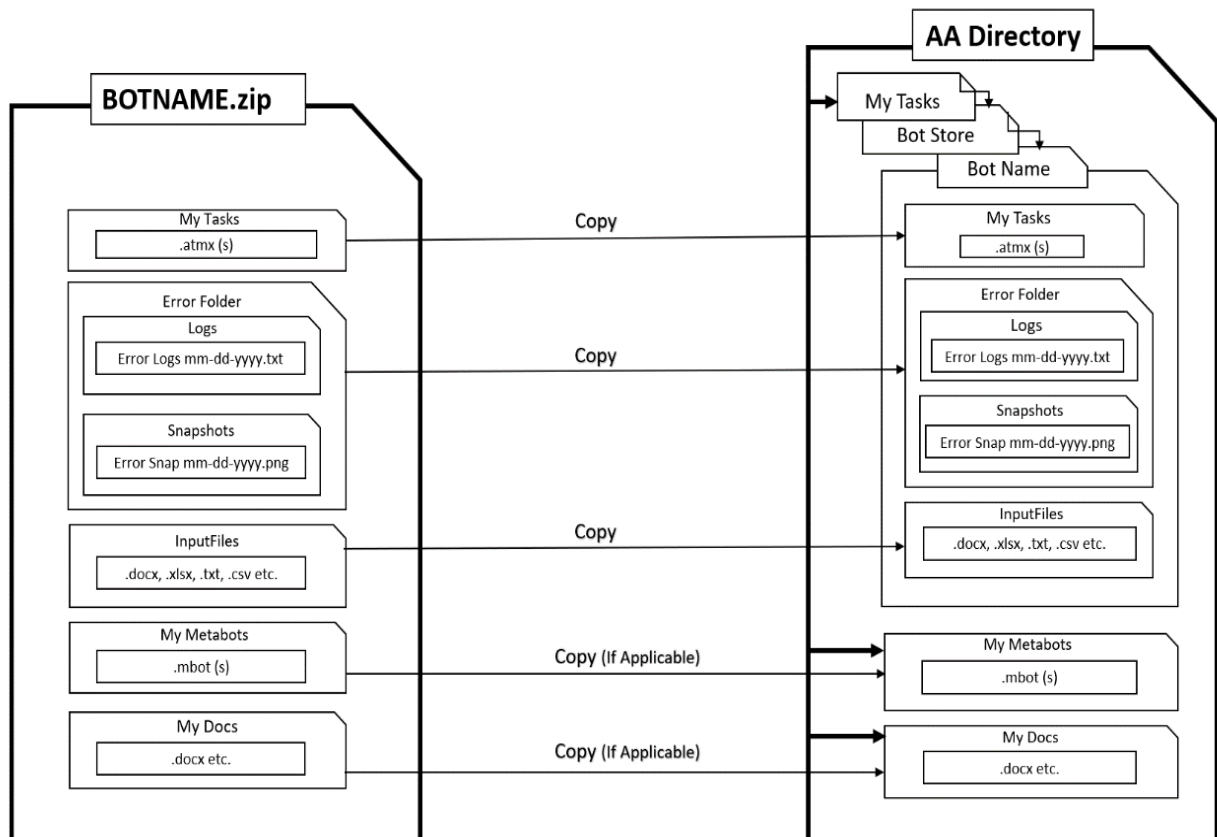 BOTNAME.zip
My Tasks
.atmx (s)
Error Folder
Logs
Error Logs mm-dd-yyyy.txt
Snapshots
Error Snap mm-dd-yyyy.png
InputFiles
.docx, .xlsx, .txt, .csv etc.
My Metabots
.mbot (s)
My Docs
.docx etc.
Copy
Copy
Copy
Copy (If Applicable)
Copy (If Applicable)
AA Directory
My Tasks
Bot Store
Bot Name
My Tasks
.atmx (s)
Error Folder
Logs
Error Logs mm-dd-yyyy.txt
Snapshots
Error Snap mm-dd-yyyy.png
InputFiles
.docx, .xlsx, .txt, .csv etc.
My Metabots
.mbot (s)
My Docs
.docx etc.